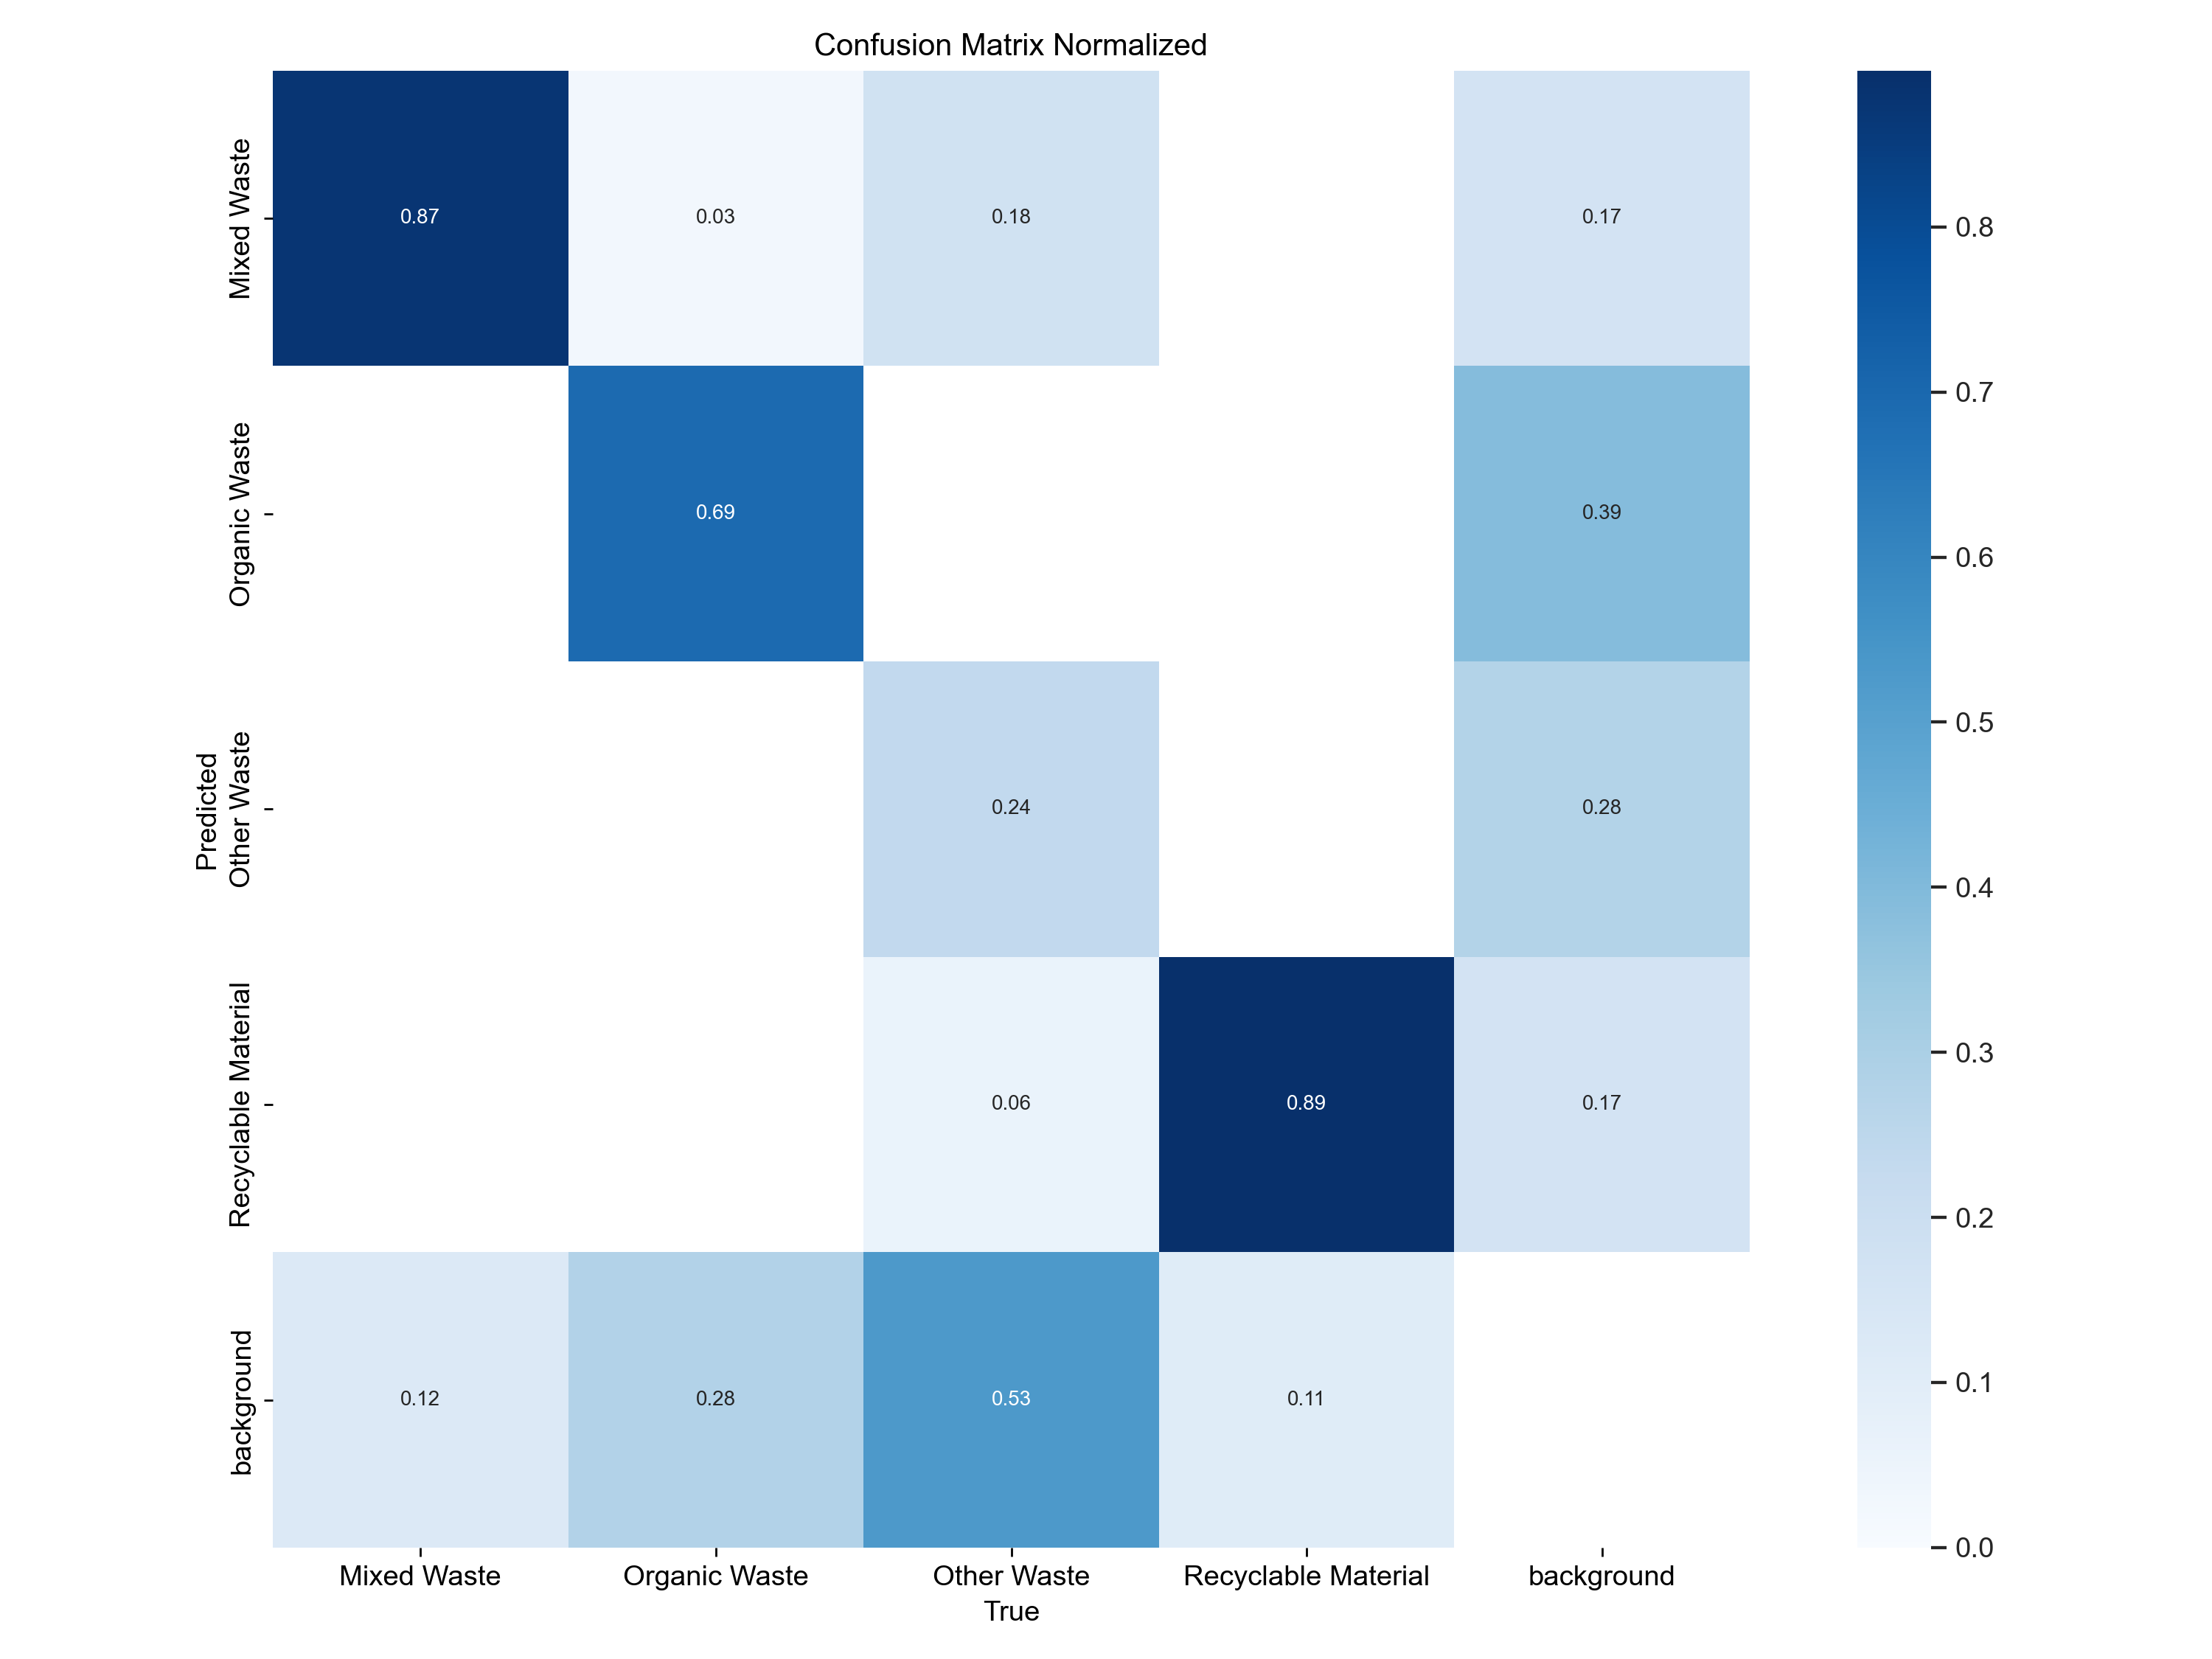 Confusion Matrix Normalized
Mixed Waste
0.87
0.03
0.18
0.17
Organic Waste
0.69
0.39
Predicted
Other Waste
0.24
0.28
Recyclable Material
0.06
0.89
0.17
background
0.12
0.28
0.53
0.11
Mixed Waste
Organic Waste
Other Waste
Recyclable Material
background
True
0.8
0.7
0.6
0.5
0.4
0.3
0.2
0.1
0.0